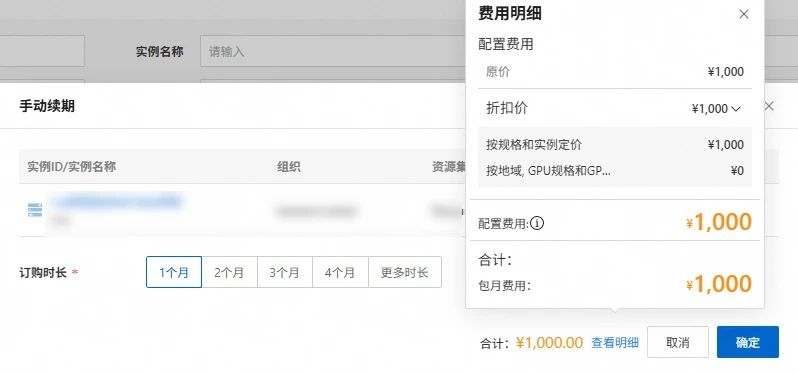 费用明细
配置费用
原价 ¥1,000
折扣价 ¥1,000
按规格和实例定价 ¥1,000
按地域, GPU规格和GP... ¥0
配置费用: ¥1,000
合计：
包月费用： ¥1,000
实例名称 请输入
手动续期
实例ID/实例名称 组织 资源集
订购时长 * 1个月 2个月 3个月 4个月 更多时长
合计： ¥1,000.00 查看明细 取消 确定